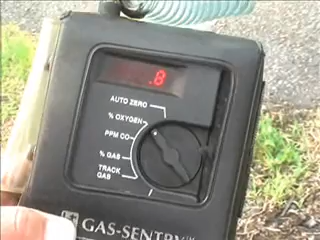 .8
AUTO ZERO
% OXYGEN
PPM CO
% GAS
TRACK
GAS
GAS-SENTRY